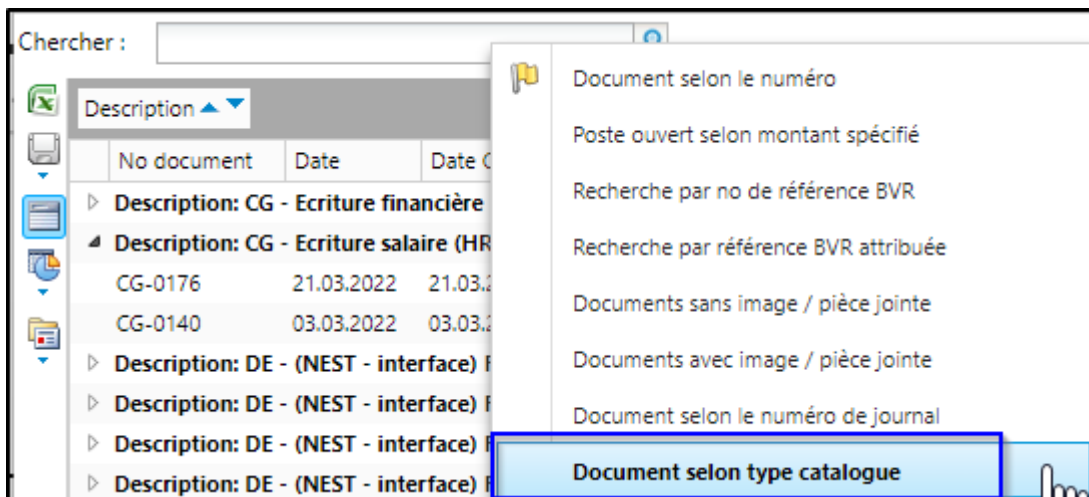 Chercher :
Document selon le numéro
Description
Poste ouvert selon montant spécifié
No document Date Date
Recherche par no de référence BVR
Description: CG - Ecriture financière
Description: CG - Ecriture salaire (HR
Recherche par référence BVR attribuée
CG-0176 21.03.2022 21.03.2
Documents sans image / pièce jointe
CG-0140 03.03.2022 03.03.2
Documents avec image / pièce jointe
Description: DE - (NEST - interface)
Description: DE - (NEST - interface)
Document selon le numéro de journal
Description: DE - (NEST - interface)
Document selon type catalogue
Description: DE - (NEST - interface)